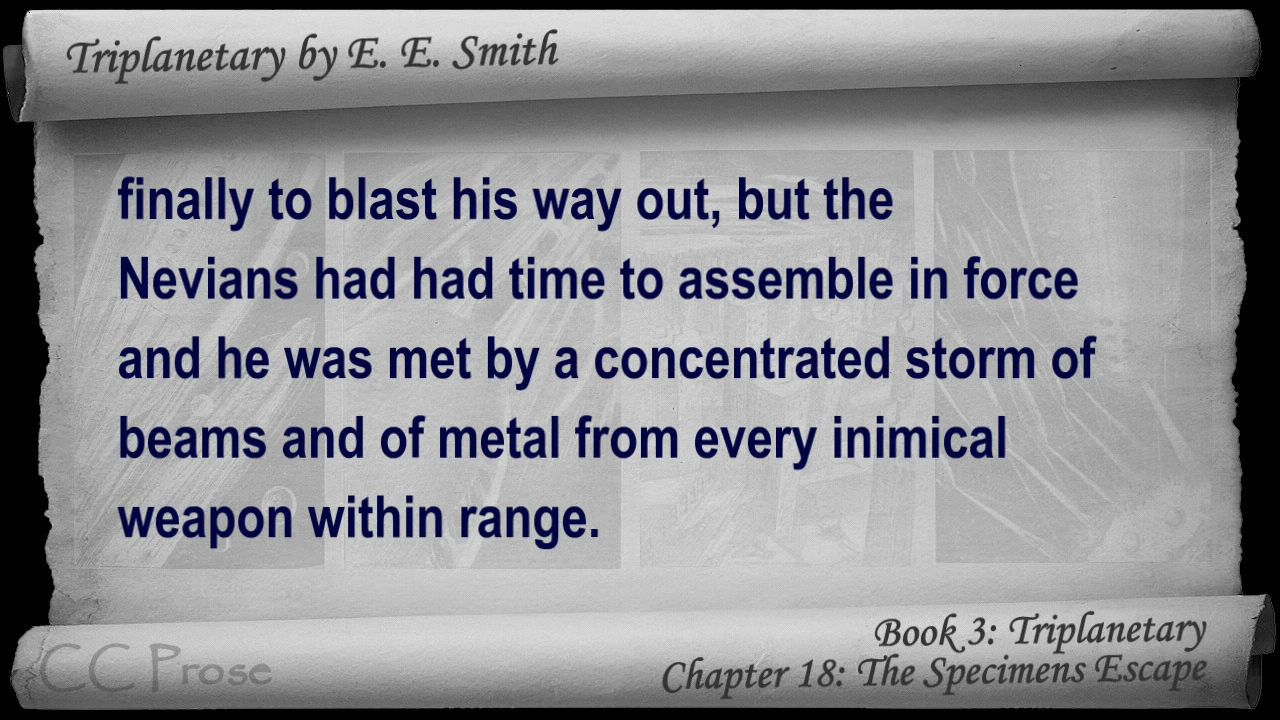 Triplanetary by E. E. Smith
finally to blast his way out, but the
Nevians had had time to assemble in force
and he was met by a concentrated storm of
beams and of metal from every inimical
weapon within range.
Book 3: Triplanetary
Chapter 18: The Specimens Escape
CC Prose